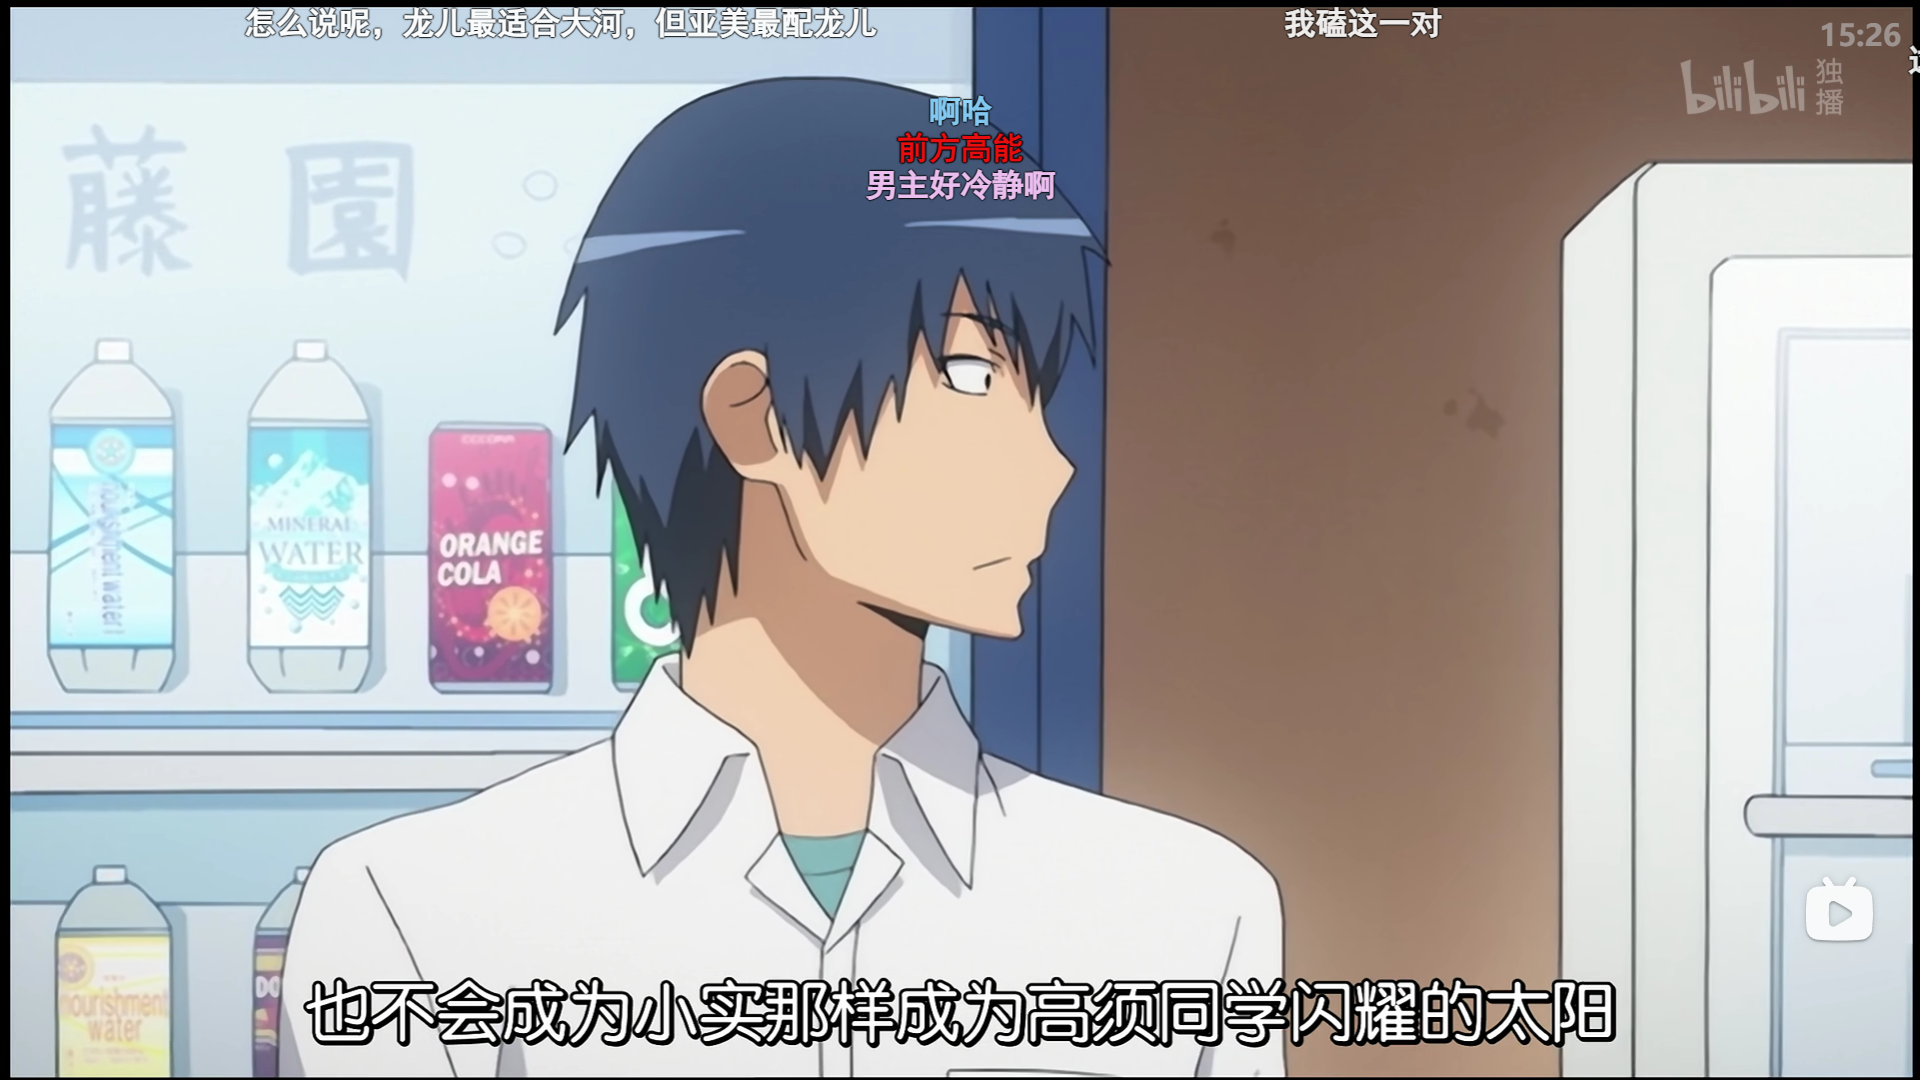 怎么说呢，龙儿最适合大河，但亚美最配龙儿
我磕这一对
15:26
bilibili 独播
啊哈
前方高能
男主好冷静啊
藤園
nourishment water
MINERAL
WATER
ORANGE
COLA
nourishment
water
DO
也不会成为小实那样成为高须同学闪耀的太阳